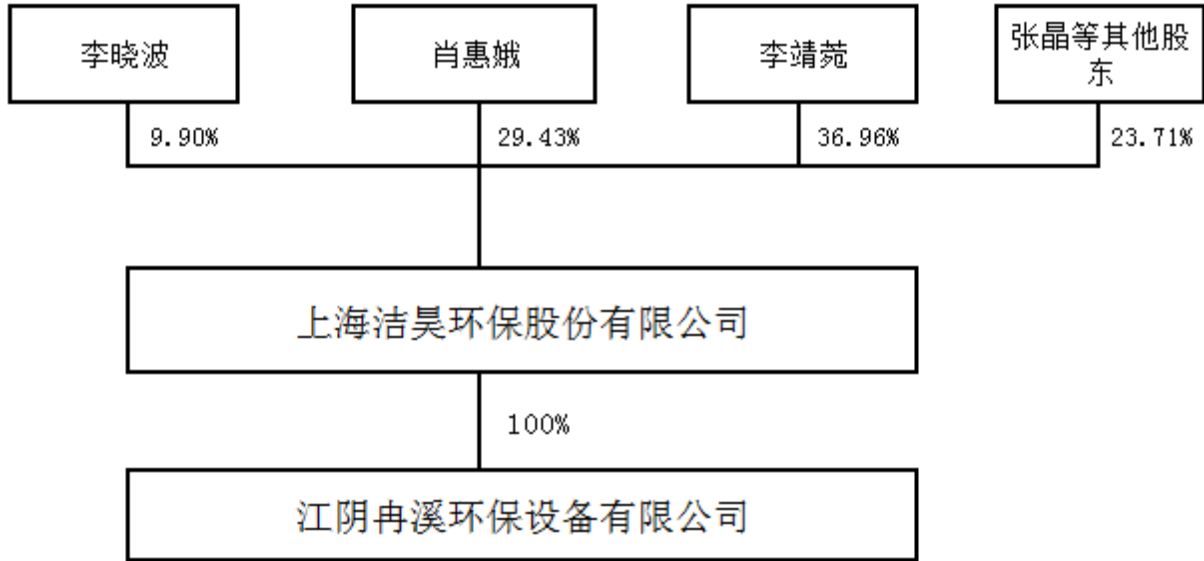 李晓波
肖惠娥
李靖菀
张晶等其他股
东
9.90%
29.43%
36.96%
23.71%
上海洁昊环保股份有限公司
100%
江阴冉溪环保设备有限公司